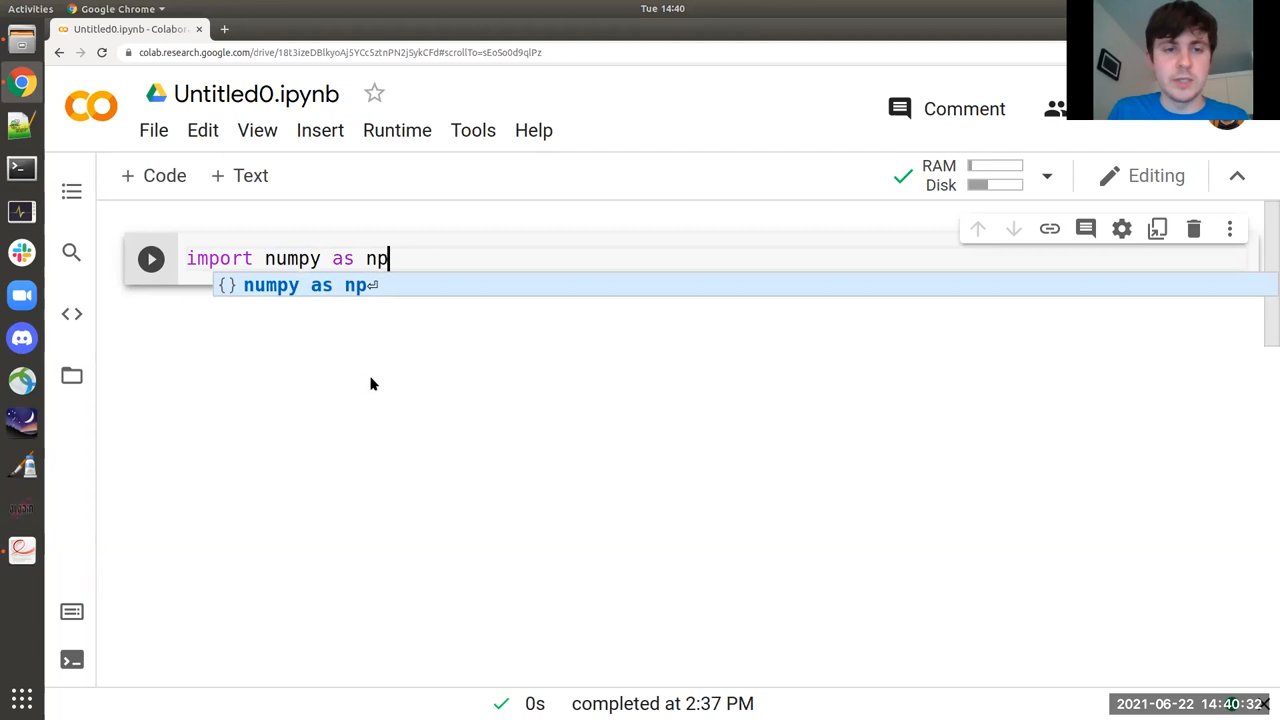 Activities
Google Chrome
Tue 14:40
Untitled0.ipynb - Colabor
colab.research.google.com/drive/18t3izeDBlkyoAj5YCc5ztnPN2jSykCFd#scrollTo=sEoSo0d9qlPz
CO
Untitled0.ipynb
Comment
File Edit View Insert Runtime Tools Help
+ Code + Text
RAM
Disk
Editing
import numpy as np
{} numpy as np⏎
0s completed at 2:37 PM
2021-06-22 14:40:32